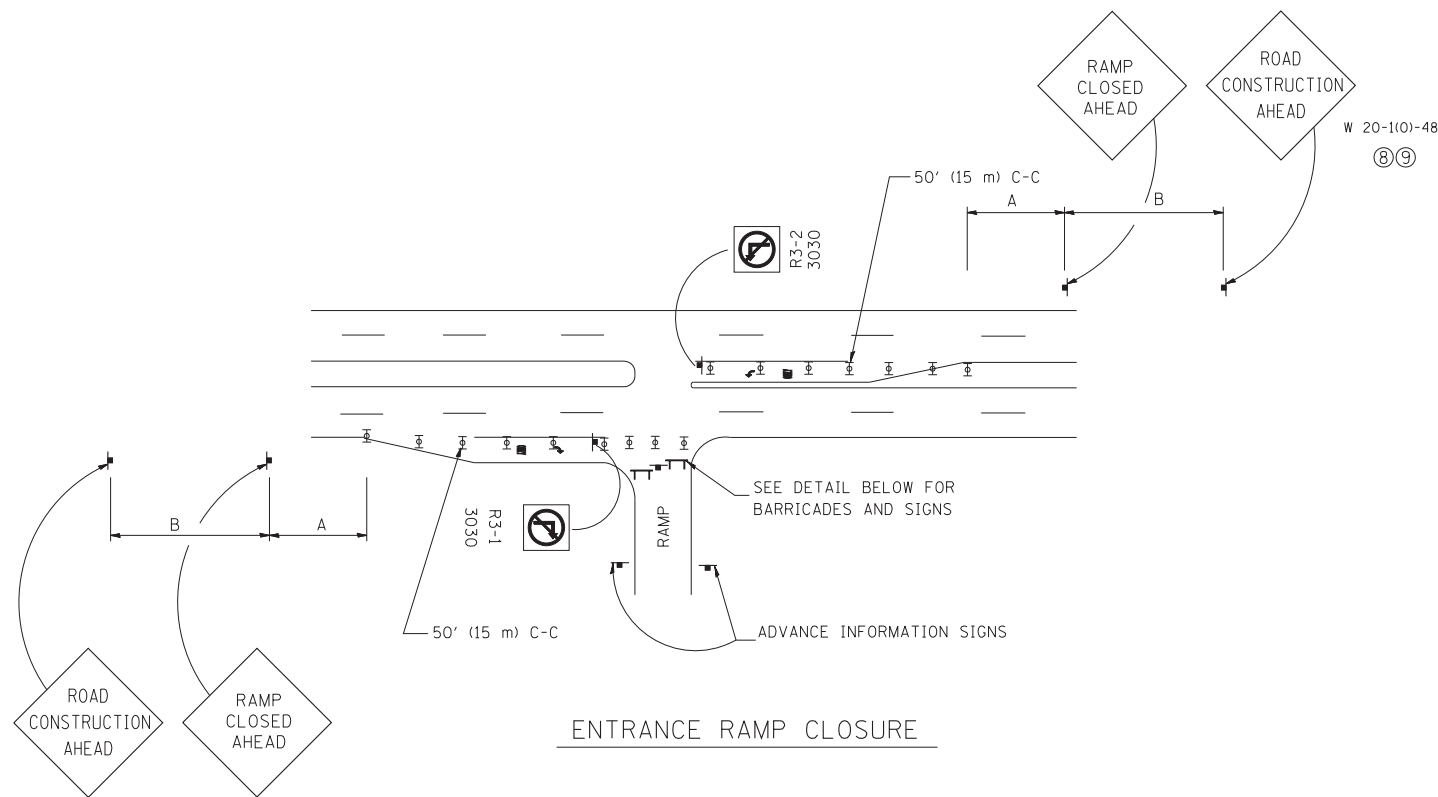 RAMP
CLOSED
AHEAD
ROAD
CONSTRUCTION
AHEAD
W 20-1(O)-48
⑧⑨
50' (15 m) C-C
A
B
R3-2
3030
SEE DETAIL BELOW FOR
BARRICADES AND SIGNS
B
A
R3-1
3030
RAMP
50' (15 m) C-C
ADVANCE INFORMATION SIGNS
ROAD
CONSTRUCTION
AHEAD
RAMP
CLOSED
AHEAD
ENTRANCE RAMP CLOSURE